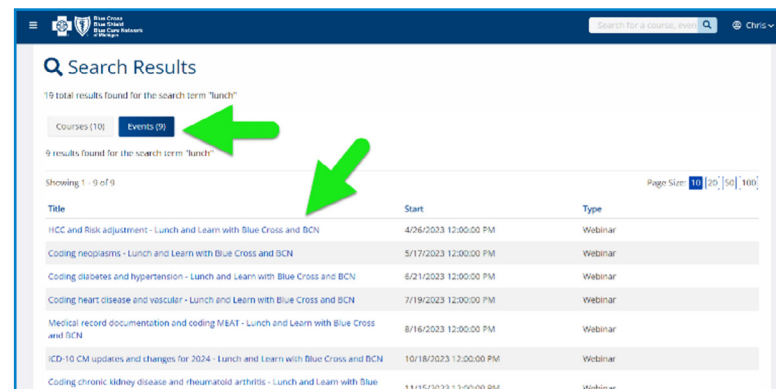 Blue Cross
Blue Shield
Blue Care Network
of Michigan
Search for a course, even
Chris
Search Results
19 total results found for the search term "lunch"
Courses (10) Events (9)
9 results found for the search term "lunch"
Showing 1 - 9 of 9 Page Size: 10 20 50 100
Title Start Type
HCC and Risk adjustment - Lunch and Learn with Blue Cross and BCN 4/26/2023 12:00:00 PM Webinar
Coding neoplasms - Lunch and Learn with Blue Cross and BCN 5/17/2023 12:00:00 PM Webinar
Coding diabetes and hypertension - Lunch and Learn with Blue Cross and BCN 6/21/2023 12:00:00 PM Webinar
Coding heart disease and vascular - Lunch and Learn with Blue Cross and BCN 7/19/2023 12:00:00 PM Webinar
Medical record documentation and coding MEAT - Lunch and Learn with Blue Cross
and BCN 8/16/2023 12:00:00 PM Webinar
ICD-10 CM updates and changes for 2024 - Lunch and Learn with Blue Cross and BCN 10/18/2023 12:00:00 PM Webinar
Coding chronic kidney disease and rheumatoid arthritis - Lunch and Learn with Blue 11/15/2023 12:00:00 PM Webinar